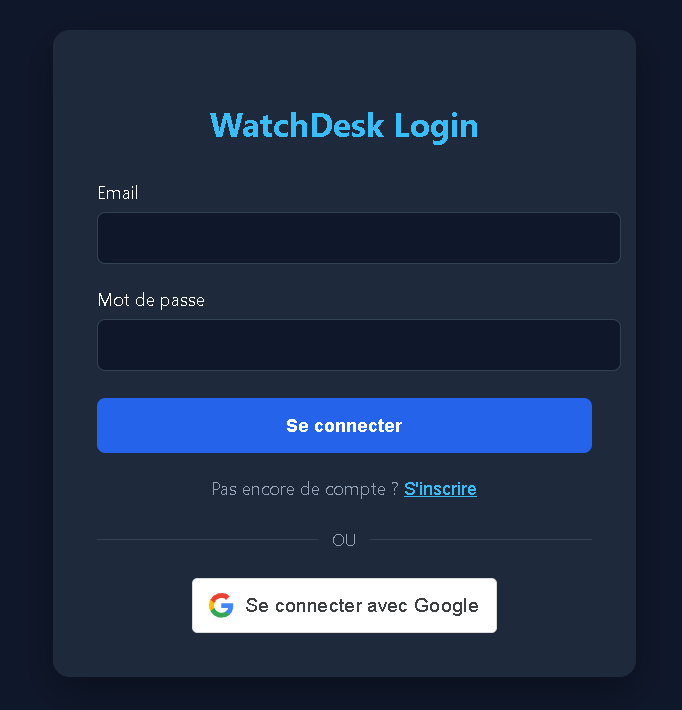 WatchDesk Login
Email
Mot de passe
Se connecter
Pas encore de compte ? S'inscrire
OU
Se connecter avec Google